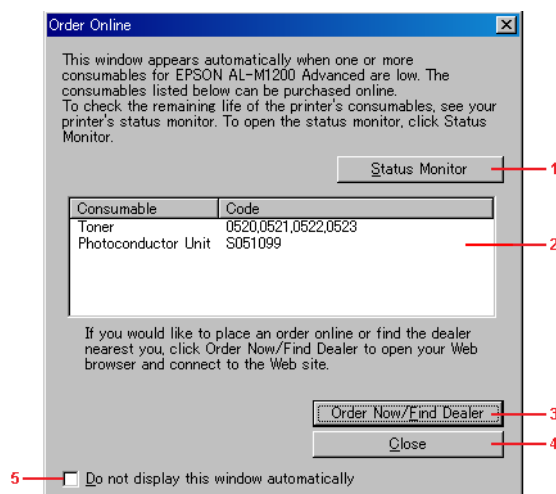 Order Online
This window appears automatically when one or more
consumables for EPSON AL-M1200 Advanced are low. The
consumables listed below can be purchased online.
To check the remaining life of the printer's consumables, see your
printer's status monitor. To open the status monitor, click Status
Monitor.
Status Monitor
1
Consumable Code
Toner 0520,0521,0522,0523
Photoconductor Unit S051099
2
If you would like to place an order online or find the dealer
nearest you, click Order Now/Find Dealer to open your Web
browser and connect to the Web site.
Order Now/Find Dealer
3
Close
4
5
Do not display this window automatically